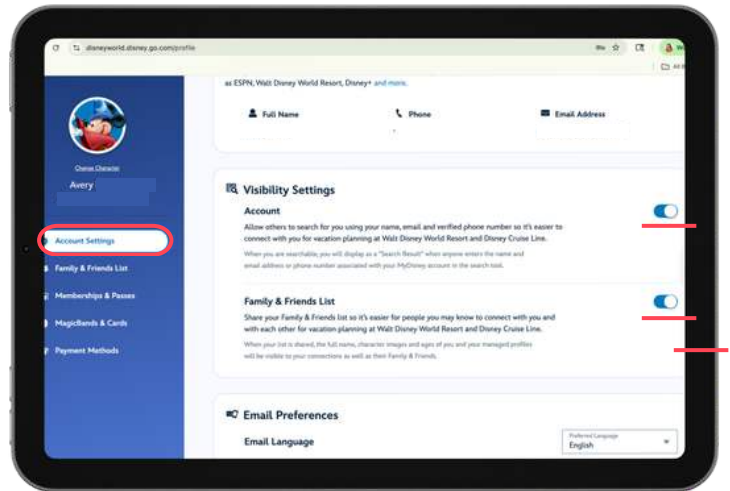 disneyworld.disney.go.com/profile
as ESPN, Walt Disney World Resort, Disney+ and more.
Full Name
Phone
Email Address
Change Character
Avery
Account Settings
Family & Friends List
Memberships & Passes
MagicBands & Cards
Payment Methods
Visibility Settings
Account
Allow others to search for you using your name, email and verified phone number so it's easier to
connect with you for vacation planning at Walt Disney World Resort and Disney Cruise Line.
When you are searchable, you will display as a "Search Result" when anyone enters the name and
email address or phone number associated with your MyDisney account in the search tool.
Family & Friends List
Share your Family & Friends list so it's easier for people you may know to connect with you and
with each other for vacation planning at Walt Disney World Resort and Disney Cruise Line.
When your list is shared, the full name, character images and ages of you and your managed profiles
will be visible to your connections as well as their Family & Friends.
Email Preferences
Email Language
Preferred Language
English